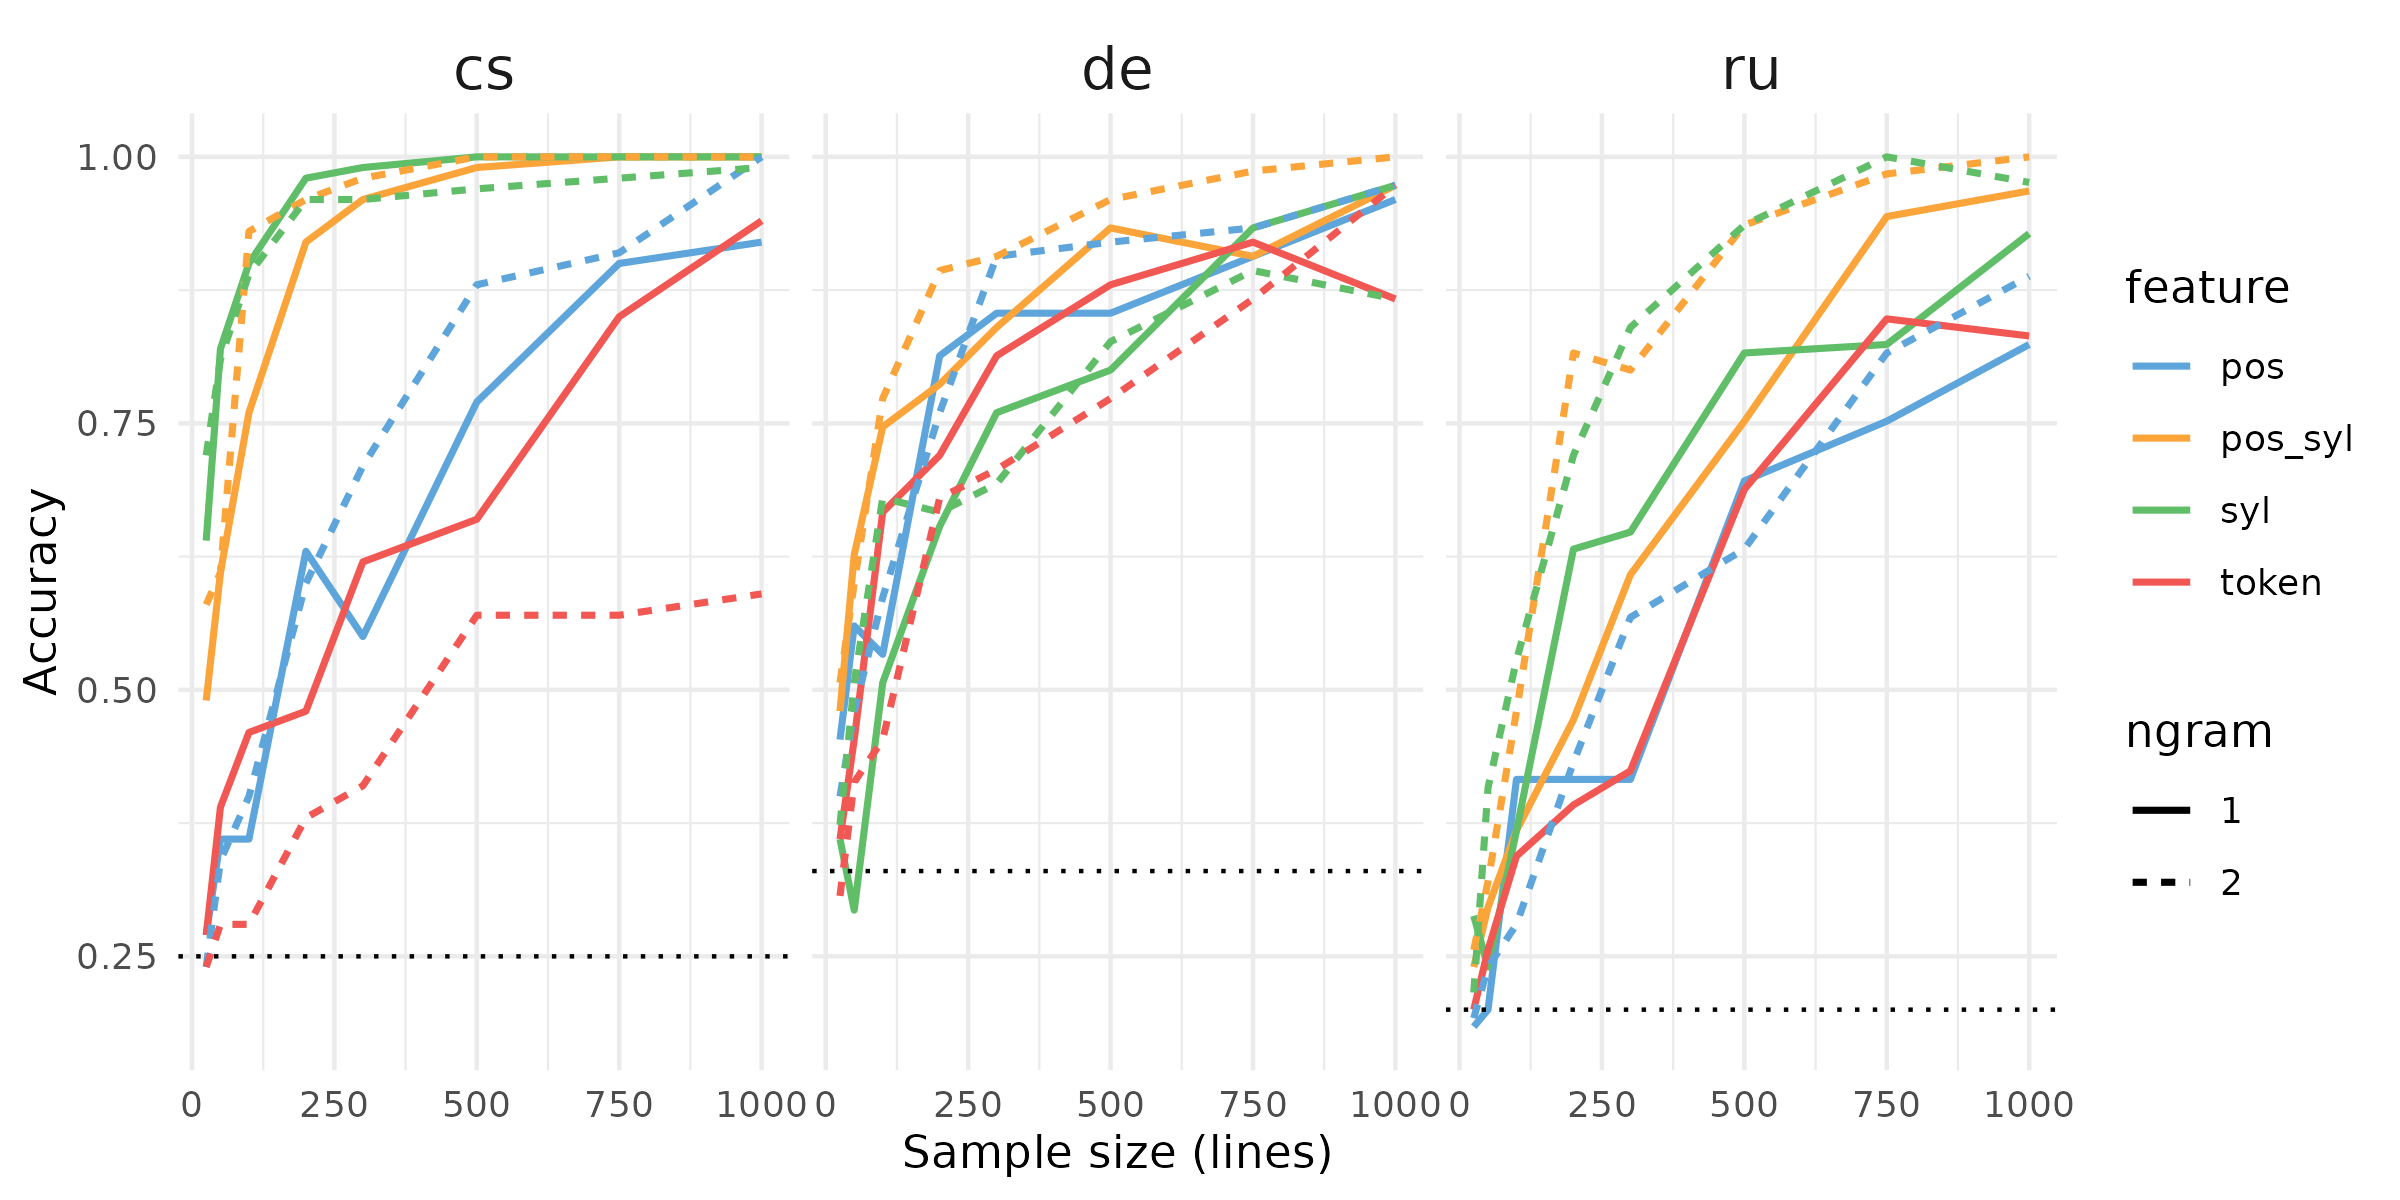 cs de ru
Accuracy
1.00
0.75
0.50
0.25
0 250 500 750 1000 0 250 500 750 1000 0 250 500 750 1000
Sample size (lines)
feature
pos
pos_syl
syl
token
ngram
1
2